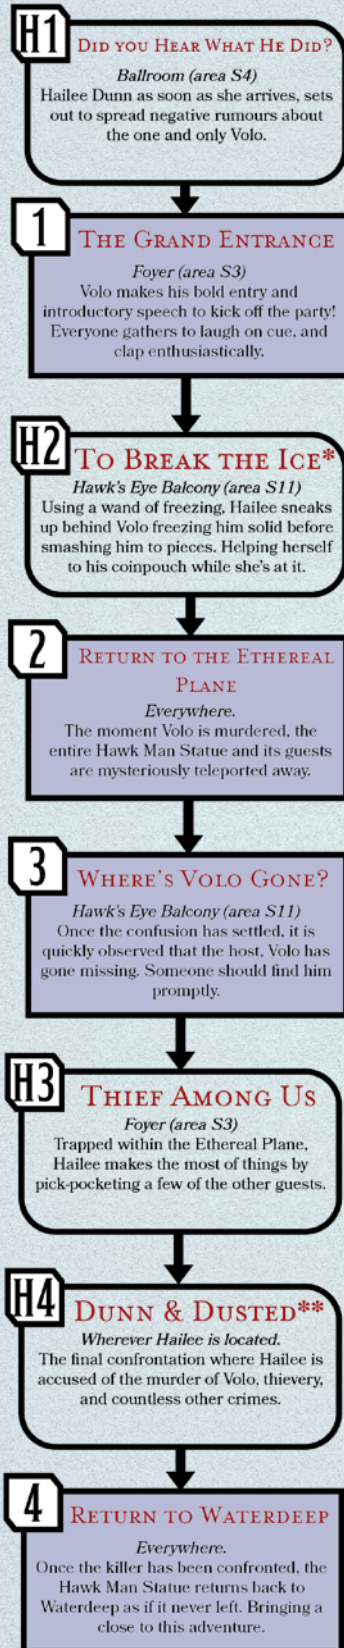 H1
DID YOU HEAR WHAT HE DID?
Ballroom (area S4)
Hailee Dunn as soon as she arrives, sets
out to spread negative rumours about
the one and only Volo.
1
THE GRAND ENTRANCE
Foyer (area S3)
Volo makes his bold entry and
introductory speech to kick off the party!
Everyone gathers to laugh on cue, and
clap enthusiastically.
H2
TO BREAK THE ICE*
Hawk's Eye Balcony (area S11)
Using a wand of freezing, Hailee sneaks
up behind Volo freezing him solid before
smashing him to pieces. Helping herself
to his coinpouch while she's at it.
2
RETURN TO THE ETHEREAL
PLANE
Everywhere.
The moment Volo is murdered, the
entire Hawk Man Statue and its guests
are mysteriously teleported away.
3
WHERE'S VOLO GONE?
Hawk's Eye Balcony (area S11)
Once the confusion has settled, it is
quickly observed that the host, Volo has
gone missing. Someone should find him
promptly.
H3
THIEF AMONG US
Foyer (area S3)
Trapped within the Ethereal Plane,
Hailee makes the most of things by
pick-pocketing a few of the other guests.
H4
DUNN & DUSTED**
Wherever Hailee is located.
The final confrontation where Hailee is
accused of the murder of Volo, thievery,
and countless other crimes.
4
RETURN TO WATERDEEP
Everywhere.
Once the killer has been confronted, the
Hawk Man Statue returns back to
Waterdeep as if it never left. Bringing a
close to this adventure.